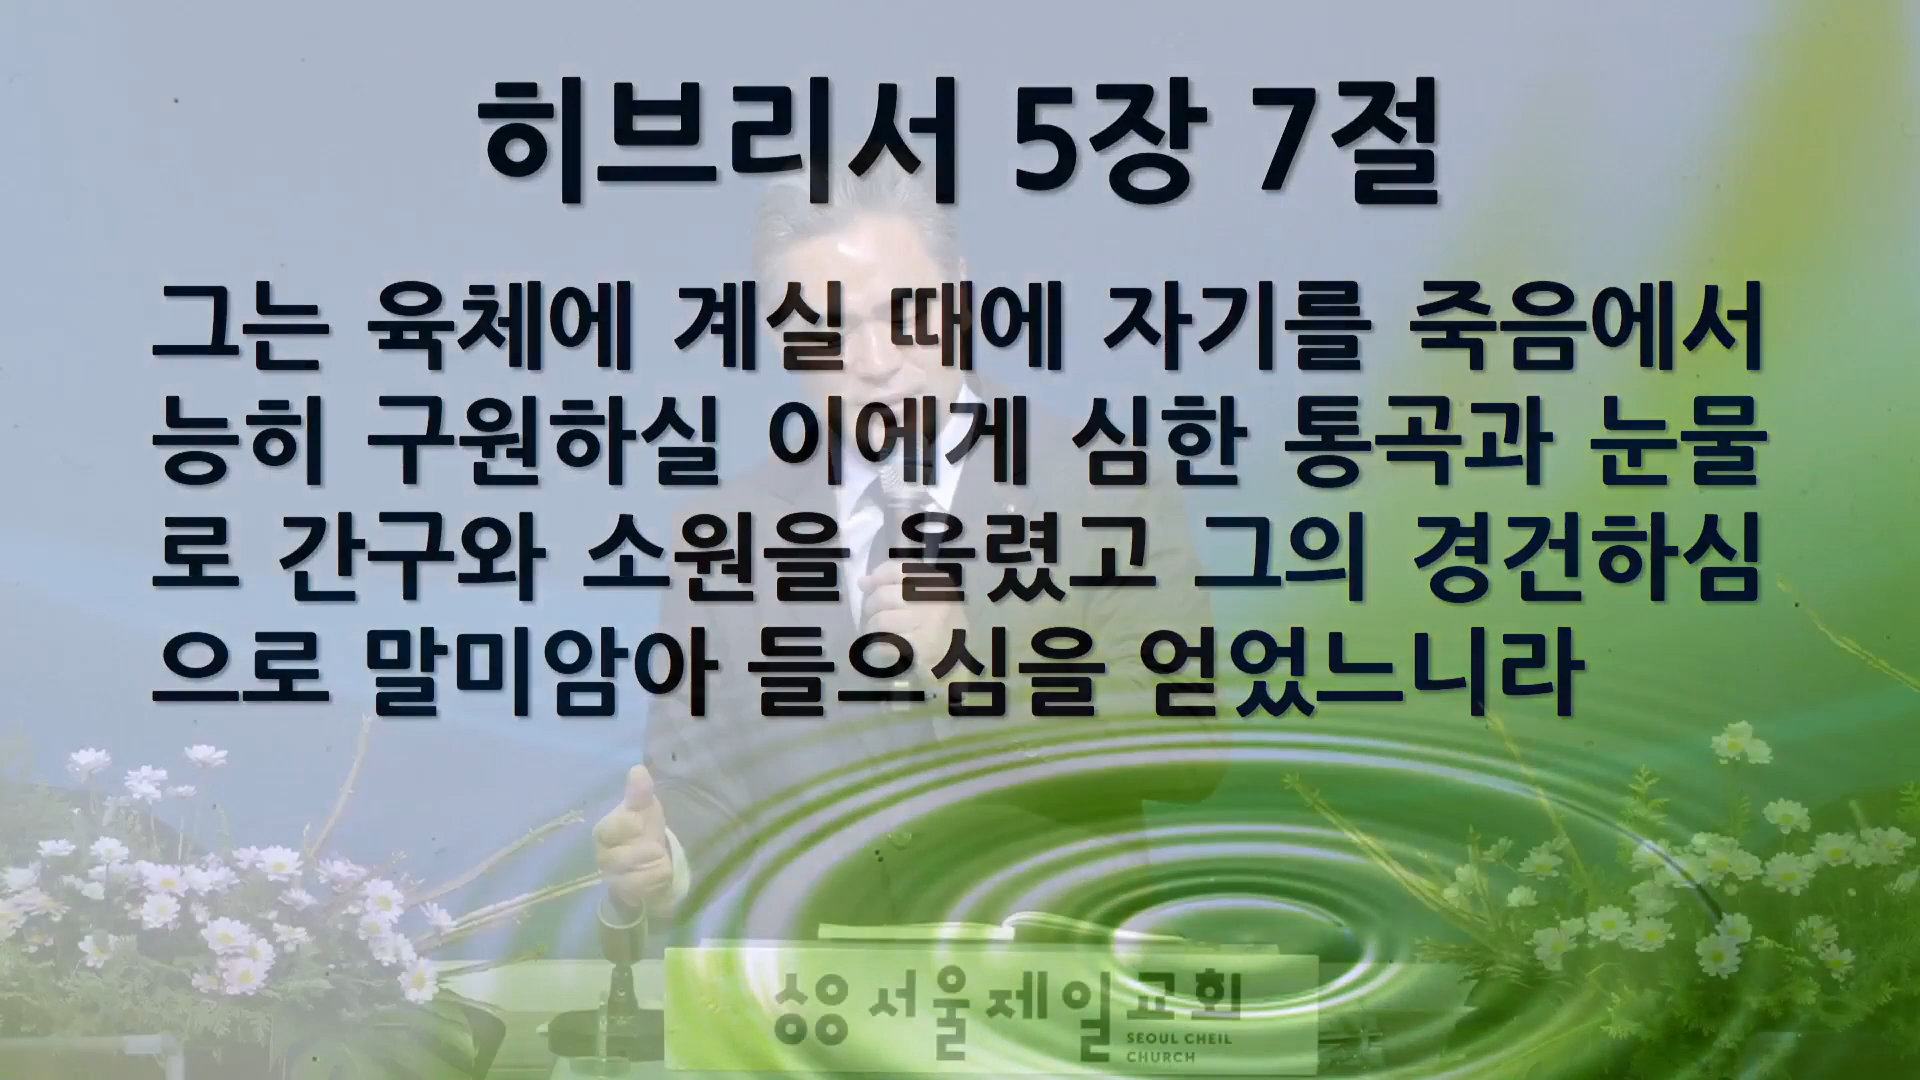 히브리서 5장 7절
그는 육체에 계실 때에 자기를 죽음에서
능히 구원하실 이에게 심한 통곡과 눈물
로 간구와 소원을 올렸고 그의 경건하심
으로 말미암아 들으심을 얻었느니라
서울제일교회
SEOUL CHEIL
CHURCH